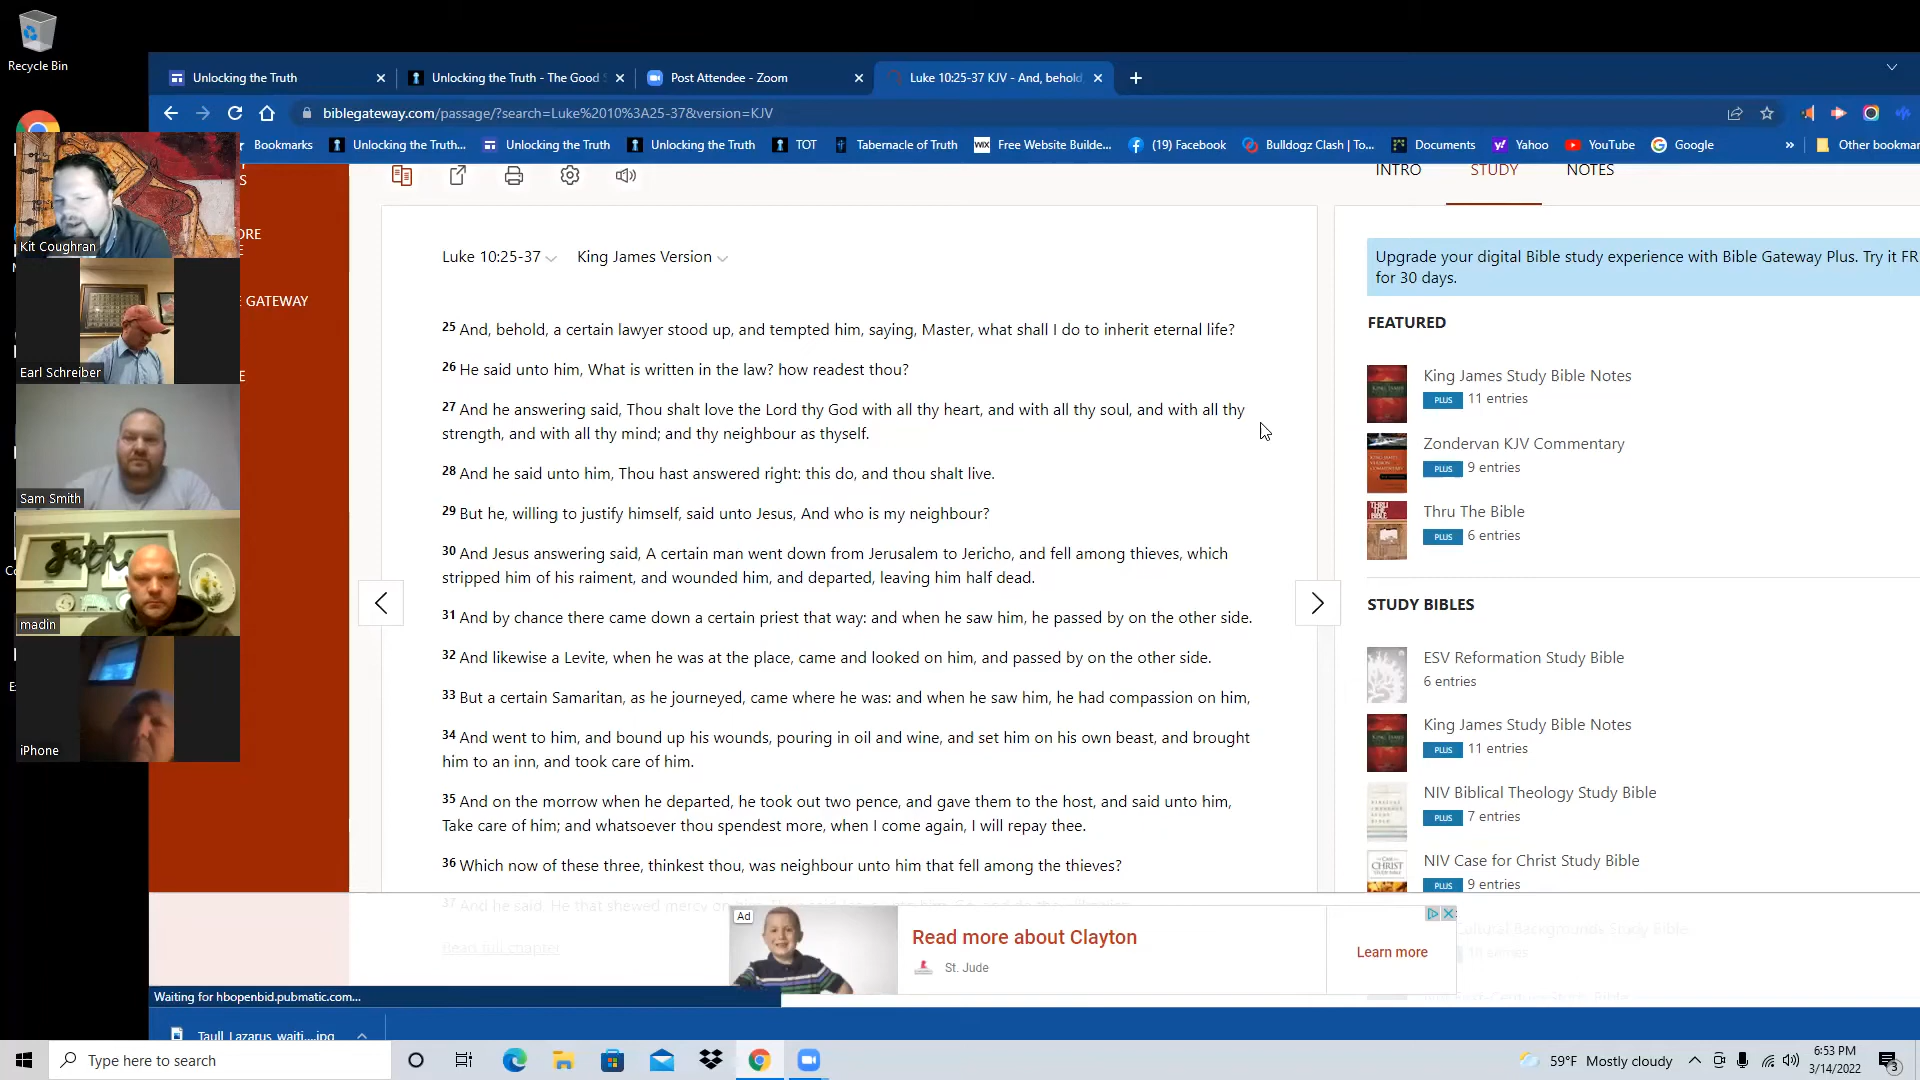 Recycle Bin
Unlocking the Truth
Unlocking the Truth - The Good S
Post Attendee - Zoom
Luke 10:25-37 KJV - And, behold,
biblegateway.com/passage/?search=Luke%2010%3A25-37&version=KJV
Bookmarks
Unlocking the Truth...
Unlocking the Truth
Unlocking the Truth
TOT
Tabernacle of Truth
WiX
Free Website Builde...
(19) Facebook
Bulldogz Clash | To...
Documents
Yahoo
YouTube
Google
»
Other bookmar
INTRO
STUDY
NOTES
Kit Coughran
Earl Schreiber
Sam Smith
madin
iPhone
S
ORE
E
E GATEWAY
E
Luke 10:25-37
King James Version
25 And, behold, a certain lawyer stood up, and tempted him, saying, Master, what shall I do to inherit eternal life?
26 He said unto him, What is written in the law? how readest thou?
27 And he answering said, Thou shalt love the Lord thy God with all thy heart, and with all thy soul, and with all thy
strength, and with all thy mind; and thy neighbour as thyself.
28 And he said unto him, Thou hast answered right: this do, and thou shalt live.
29 But he, willing to justify himself, said unto Jesus, And who is my neighbour?
30 And Jesus answering said, A certain man went down from Jerusalem to Jericho, and fell among thieves, which
stripped him of his raiment, and wounded him, and departed, leaving him half dead.
31 And by chance there came down a certain priest that way: and when he saw him, he passed by on the other side.
32 And likewise a Levite, when he was at the place, came and looked on him, and passed by on the other side.
33 But a certain Samaritan, as he journeyed, came where he was: and when he saw him, he had compassion on him,
34 And went to him, and bound up his wounds, pouring in oil and wine, and set him on his own beast, and brought
him to an inn, and took care of him.
35 And on the morrow when he departed, he took out two pence, and gave them to the host, and said unto him,
Take care of him; and whatsoever thou spendest more, when I come again, I will repay thee.
36 Which now of these three, thinkest thou, was neighbour unto him that fell among the thieves?
37 And he said, He that shewed mercy on
Read full chapter
Upgrade your digital Bible study experience with Bible Gateway Plus. Try it FR
for 30 days.
FEATURED
King James Study Bible Notes
PLUS 11 entries
Zondervan KJV Commentary
PLUS 9 entries
Thru The Bible
PLUS 6 entries
STUDY BIBLES
ESV Reformation Study Bible
6 entries
King James Study Bible Notes
PLUS 11 entries
NIV Biblical Theology Study Bible
PLUS 7 entries
NIV Case for Christ Study Bible
PLUS 9 entries
Cultural Backgrounds Study Bible
Ad
Read more about Clayton
St. Jude
Learn more
Waiting for hbopenbid.pubmatic.com...
Taull_Lazarus_waiti....jpg
Type here to search
59°F Mostly cloudy
6:53 PM
3/14/2022
3